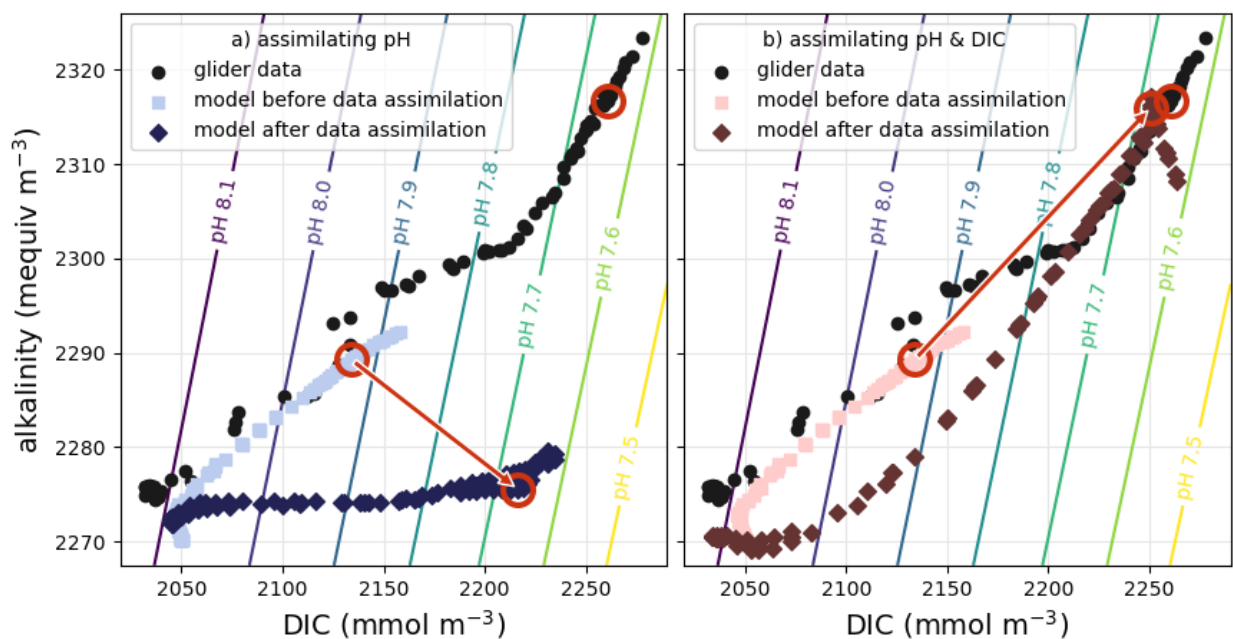 a) assimilating pH
glider data
model before data assimilation
model after data assimilation
pH 8.1
pH 8.0
pH 7.9
pH 7.8
pH 7.7
pH 7.6
pH 7.5
2320
2310
2300
2290
2280
2270
alkalinity (mequiv m⁻³)
2050 2100 2150 2200 2250
DIC (mmol m⁻³)
b) assimilating pH & DIC
glider data
model before data assimilation
model after data assimilation
pH 8.1
pH 8.0
pH 7.9
pH 7.8
pH 7.7
pH 7.6
pH 7.5
2050 2100 2150 2200 2250
DIC (mmol m⁻³)